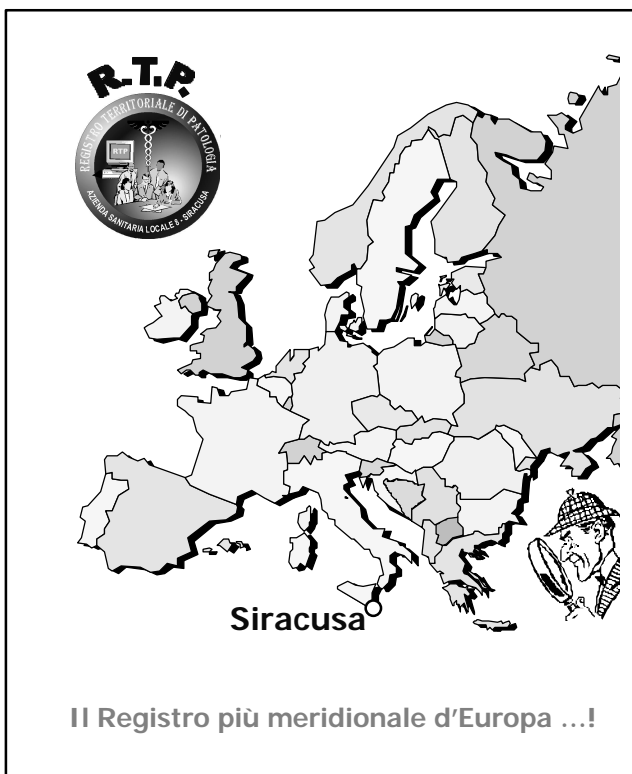 R.T.P.
REGISTRO TERRITORIALE DI PATOLOGIA
RTP
AZIENDA SANITARIA LOCALE 8 - SIRACUSA
Siracusa
Il Registro più meridionale d'Europa ...!